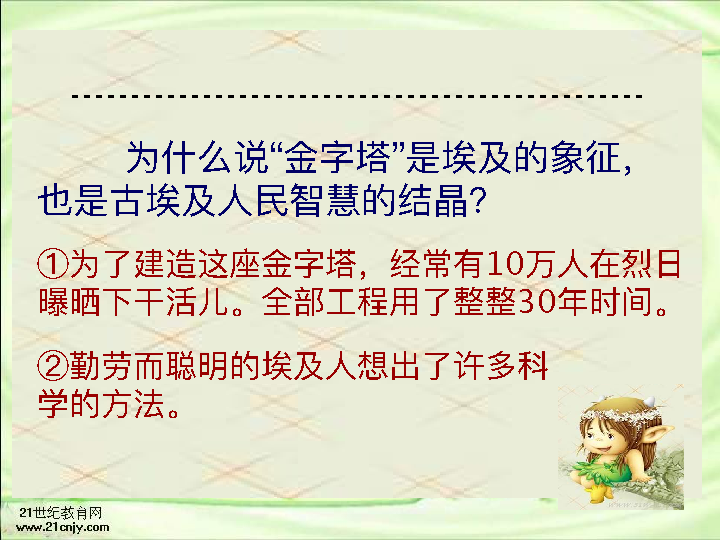 为什么说“金字塔”是埃及的象征，
也是古埃及人民智慧的结晶？
①为了建造这座金字塔，经常有10万人在烈日
曝晒下干活儿。全部工程用了整整30年时间。
②勤劳而聪明的埃及人想出了许多科
学的方法。
21世纪教育网
www.21cnjy.com